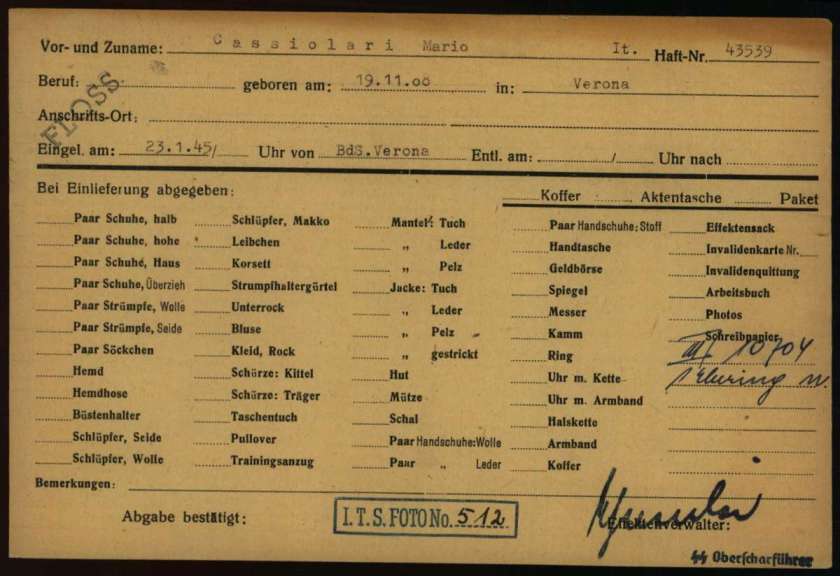 Vor- und Zuname: Cassiolari Mario It. Haft-Nr. 43539
Beruf: geboren am: 19.11.00 in: Verona
FLOSS
Anschrifts-Ort:
Eingel. am: 23.1.45/ Uhr von BdS.Verona Entl. am: / Uhr nach
Bei Einlieferung abgegeben: Koffer Aktentasche Paket
Paar Schuhe, halb Schlüpfer, Makko Mantel: Tuch Paar Handschuhe: Stoff Effektensack
Paar Schuhe, hohe Leibchen „ Leder Handtasche Invalidenkarte Nr.
Paar Schuhe, Haus Korsett „ Pelz Geldbörse Invalidenquittung
Paar Schuhe, Überzieh Strumpfhaltergürtel Jacke: Tuch Spiegel Arbeitsbuch
Paar Strümpfe, Wolle Unterrock „ Leder Messer Photos
Paar Strümpfe, Seide Bluse „ Pelz Kamm Schreibpapier
Paar Söckchen Kleid, Rock „ gestrickt Ring 10704
Hemd Schürze: Kittel Hut Uhr m. Kette 1 Ehering w.
Hemdhose Schürze: Träger Mütze Uhr m. Armband
Büstenhalter Taschentuch Schal Halskette
Schlüpfer, Seide Pullover Paar Handschuhe: Wolle Armband
Schlüpfer, Wolle Trainingsanzug Paar „ Leder Koffer
Bemerkungen:
Abgabe bestätigt: I.T.S. FOTO No. 512 Effektenverwalter:
SS Oberscharführer